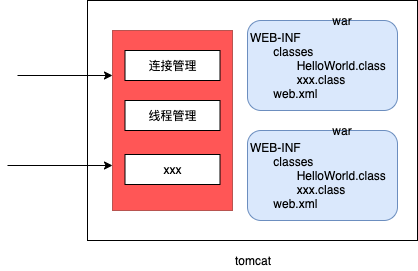 连接管理
线程管理
xxx
war
WEB-INF
classes
HelloWorld.class
xxx.class
web.xml
war
WEB-INF
classes
HelloWorld.class
xxx.class
web.xml
tomcat